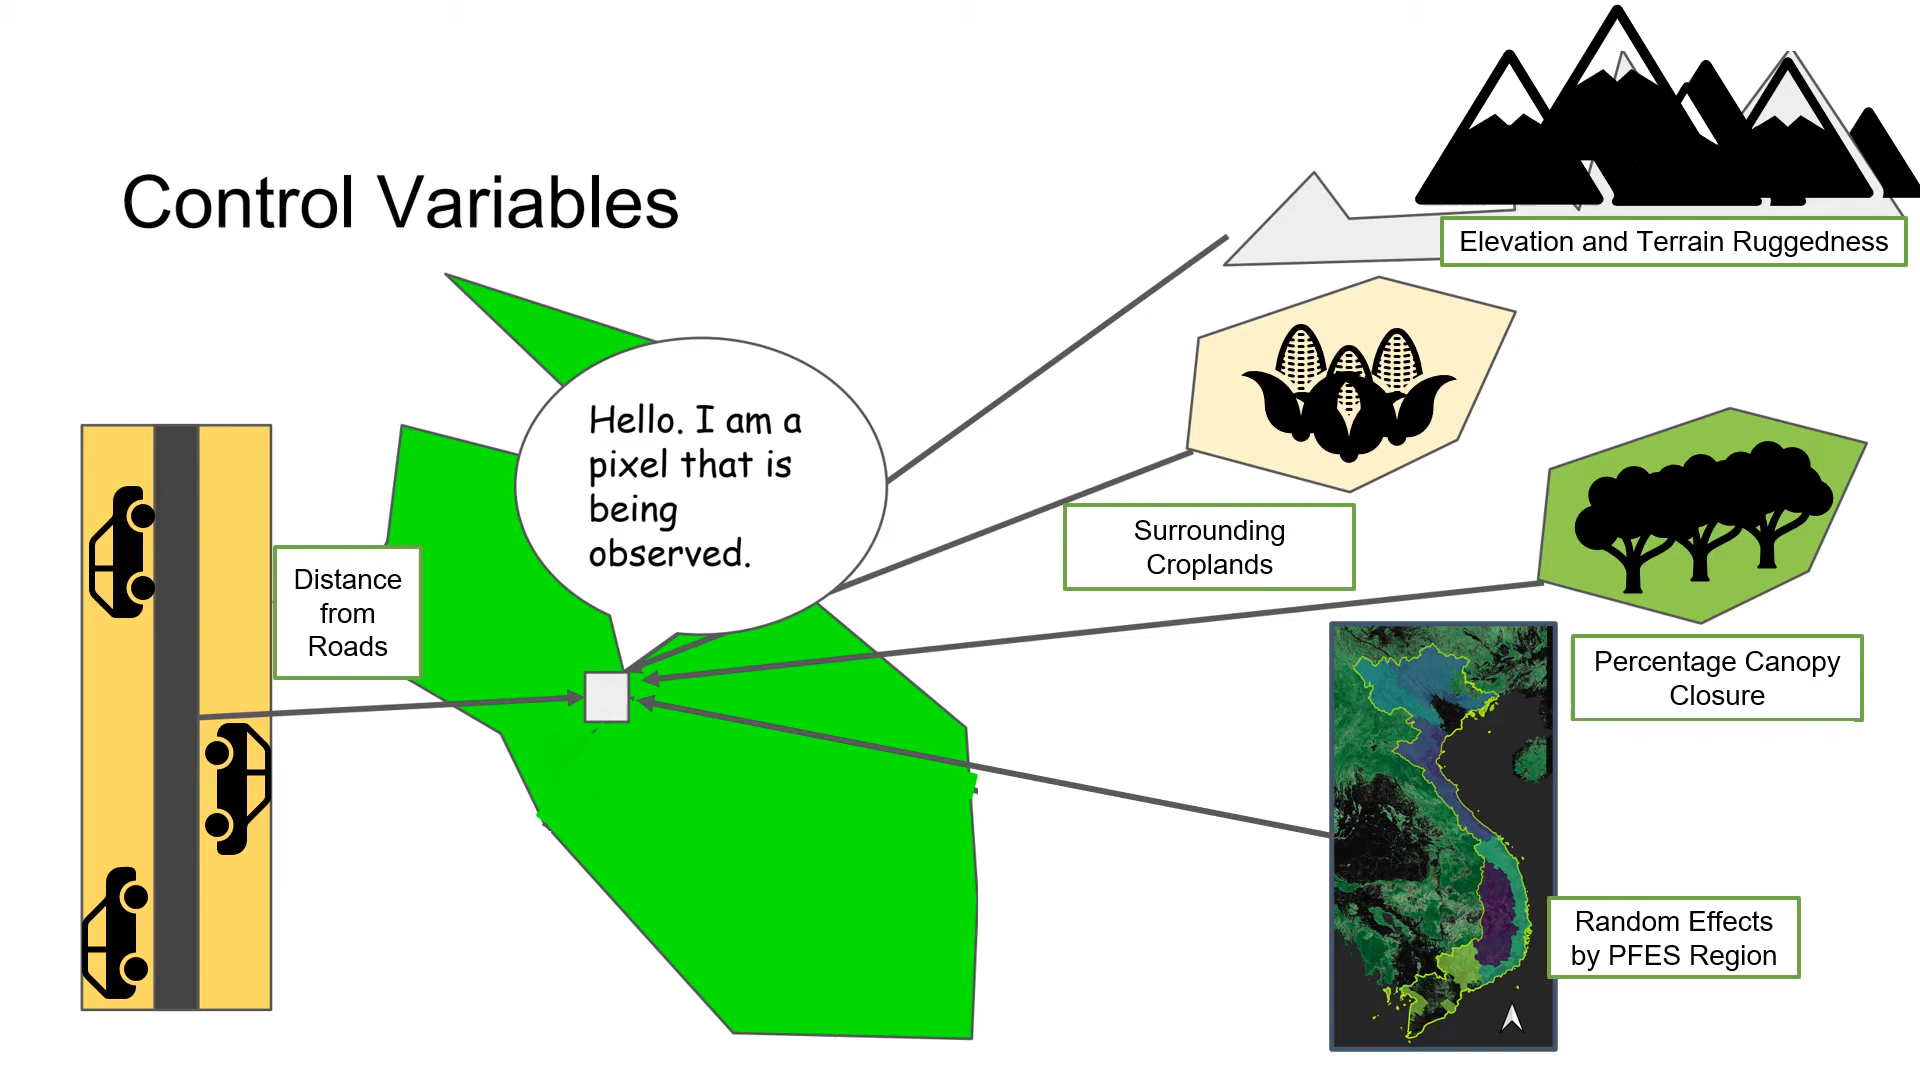 Control Variables
Elevation and Terrain Ruggedness
Hello. I am a
pixel that is
being
observed.
Surrounding
Croplands
Distance
from
Roads
Percentage Canopy
Closure
Random Effects
by PFES Region